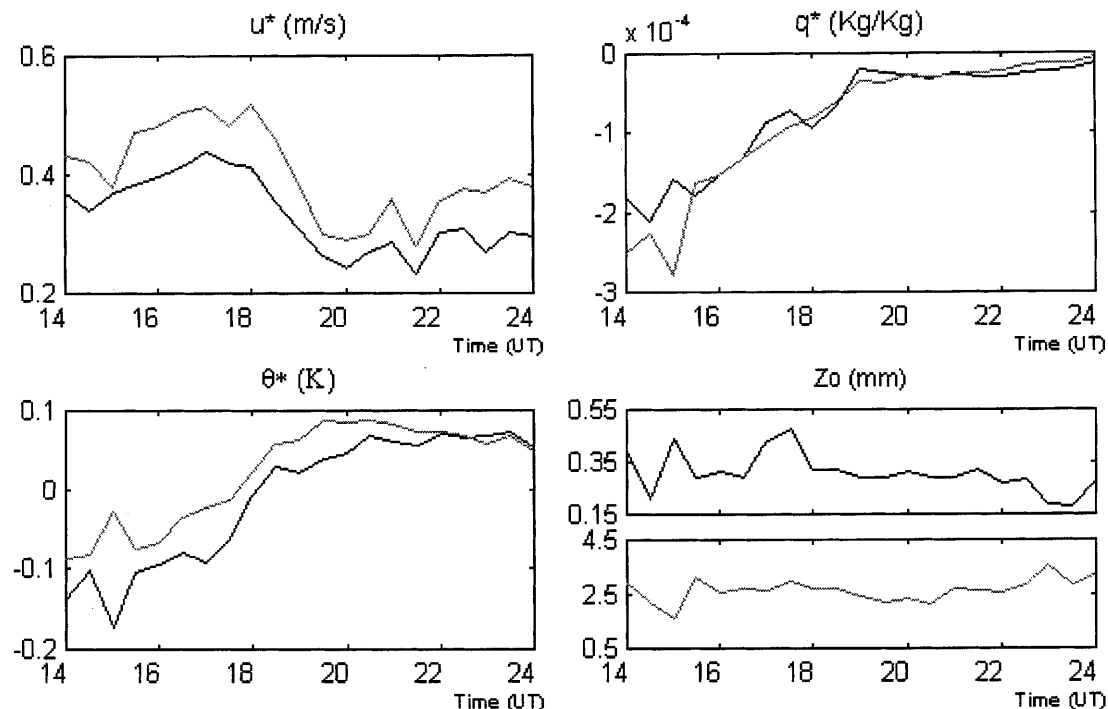 u* (m/s)
0.6
0.4
0.2
14 16 18 20 22 24
Time (UT)
x 10-4
q* (Kg/Kg)
0
-1
-2
-3
14 16 18 20 22 24
Time (UT)
θ* (K)
0.1
0
-0.1
-0.2
14 16 18 20 22 24
Time (UT)
Zo (mm)
0.55
0.35
0.15
4.5
2.5
0.5
14 16 18 20 22 24
Time (UT)